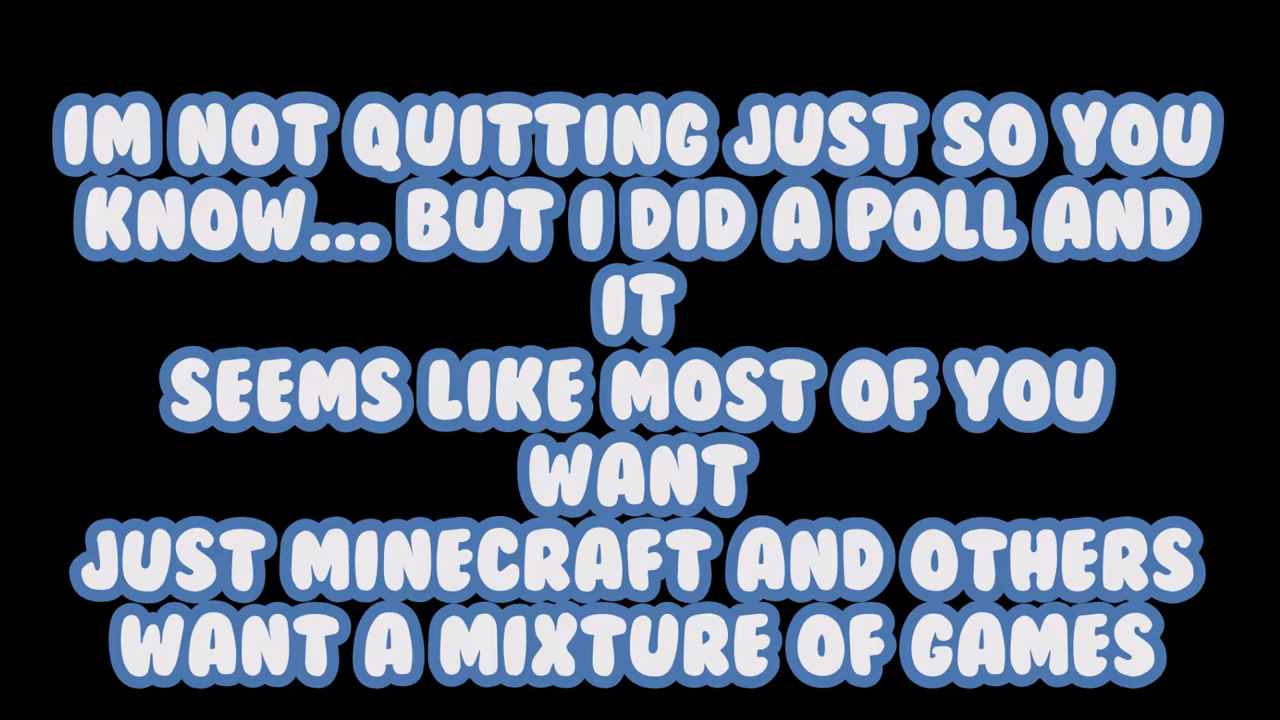 IM NOT QUITTING JUST SO YOU
KNOW... BUT I DID A POLL AND
IT
SEEMS LIKE MOST OF YOU
WANT
JUST MINECRAFT AND OTHERS
WANT A MIXTURE OF GAMES